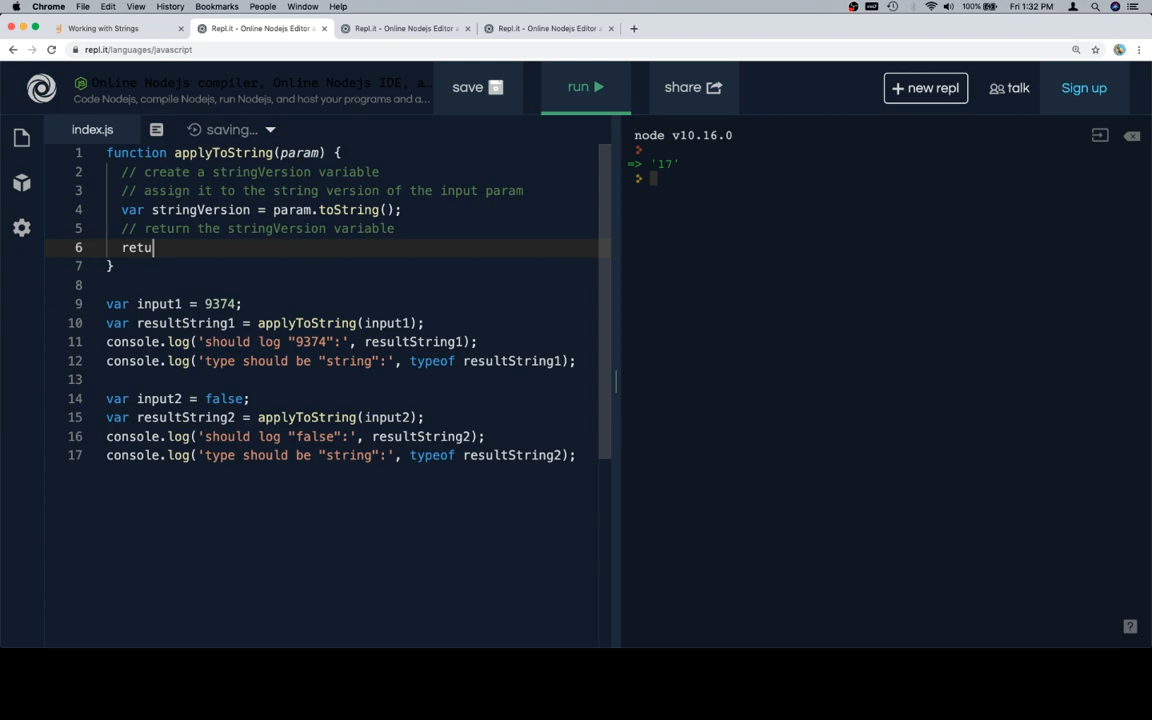 Chrome File Edit View History Bookmarks People Window Help 100% Fri 1:32 PM
Working with Strings Repl.it - Online Nodejs Editor a Repl.it - Online Nodejs Editor a Repl.it - Online Nodejs Editor a
repl.it/languages/javascript
Online Nodejs compiler, Online Nodejs IDE, a…
Code Nodejs, compile Nodejs, run Nodejs, and host your programs and a…
save run share + new repl talk Sign up
index.js saving...
node v10.16.0
=> '17'
1 function applyToString(param) {
2 // create a stringVersion variable
3 // assign it to the string version of the input param
4 var stringVersion = param.toString();
5 // return the stringVersion variable
6 retu
7 }
8
9 var input1 = 9374;
10 var resultString1 = applyToString(input1);
11 console.log('should log "9374":', resultString1);
12 console.log('type should be "string":', typeof resultString1);
13
14 var input2 = false;
15 var resultString2 = applyToString(input2);
16 console.log('should log "false":', resultString2);
17 console.log('type should be "string":', typeof resultString2);
?